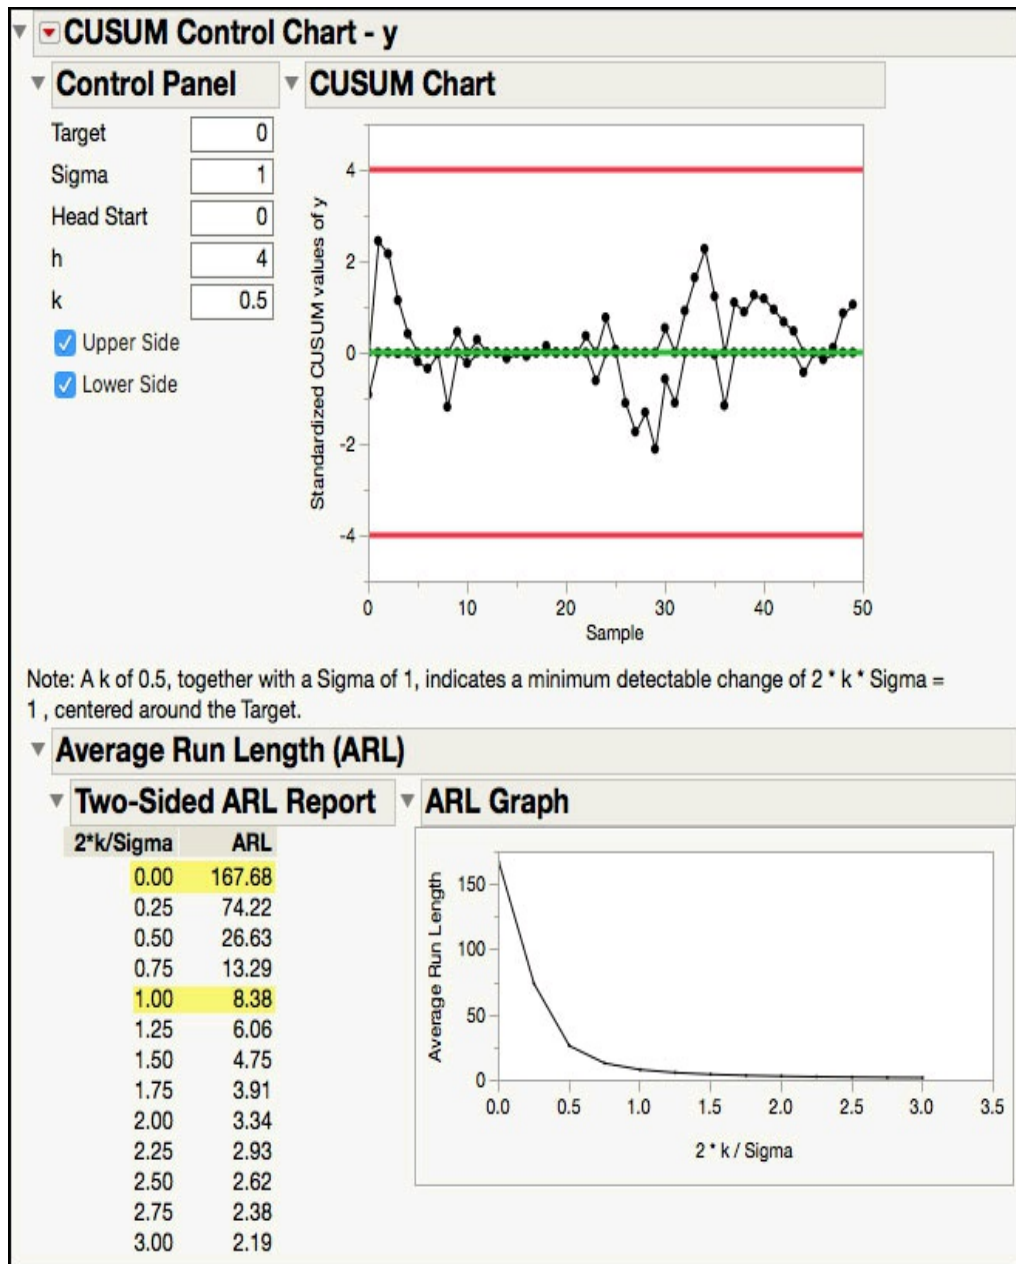 CUSUM Control Chart - y
Control Panel
Target 0
Sigma 1
Head Start 0
h 4
k 0.5
Upper Side
Lower Side
CUSUM Chart
Standardized CUSUM values of y
4
2
0
-2
-4
0 10 20 30 40 50
Sample
Note: A k of 0.5, together with a Sigma of 1, indicates a minimum detectable change of 2 * k * Sigma =
1 , centered around the Target.
Average Run Length (ARL)
Two-Sided ARL Report
2*k/Sigma ARL
0.00 167.68
0.25 74.22
0.50 26.63
0.75 13.29
1.00 8.38
1.25 6.06
1.50 4.75
1.75 3.91
2.00 3.34
2.25 2.93
2.50 2.62
2.75 2.38
3.00 2.19
ARL Graph
Average Run Length
150
100
50
0
0.0 0.5 1.0 1.5 2.0 2.5 3.0 3.5
2 * k / Sigma